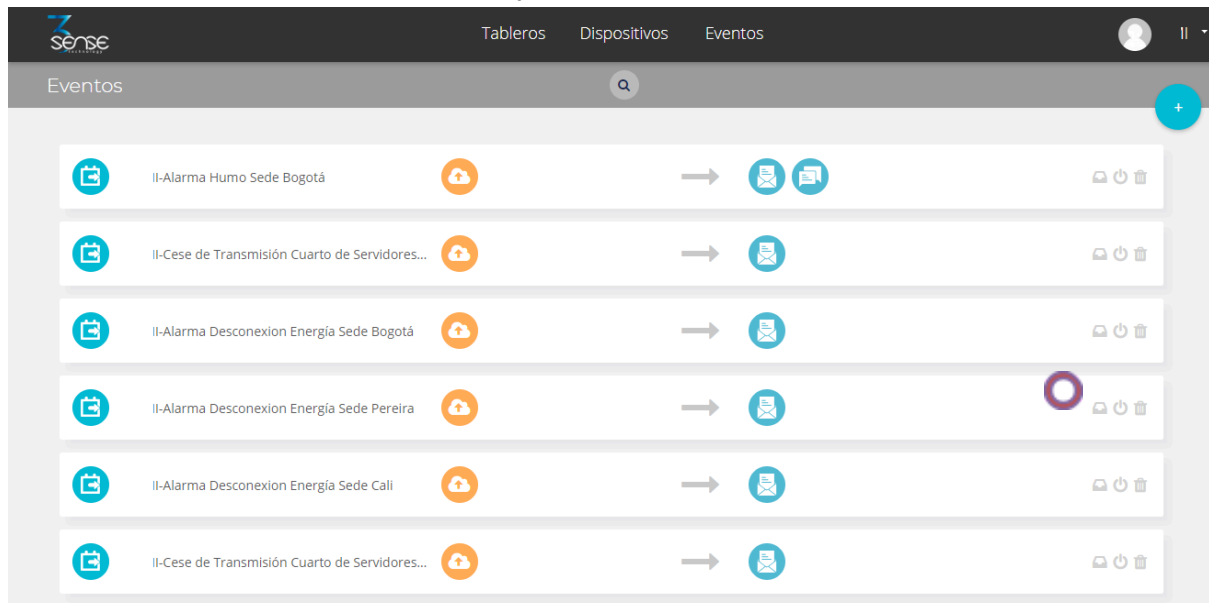 3sense
technology
Tableros Dispositivos Eventos II
Eventos
+
II-Alarma Humo Sede Bogotá
II-Cese de Transmisión Cuarto de Servidores...
II-Alarma Desconexion Energía Sede Bogotá
II-Alarma Desconexion Energía Sede Pereira
II-Alarma Desconexion Energía Sede Cali
II-Cese de Transmisión Cuarto de Servidores...